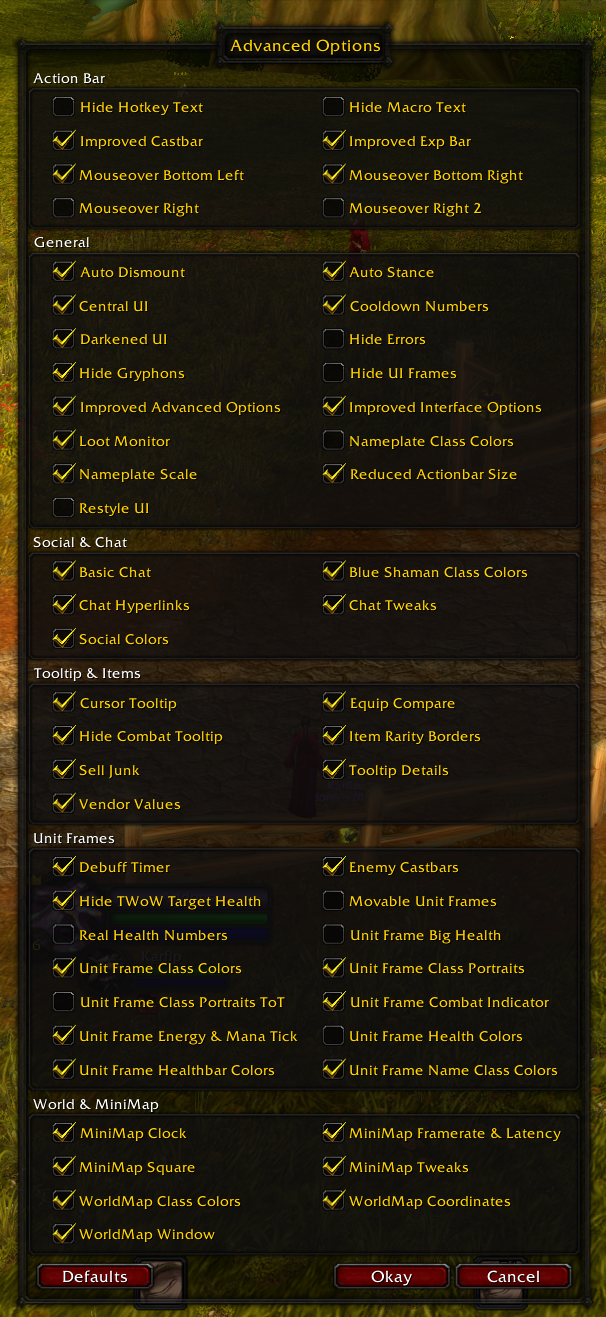 Advanced Options
Action Bar
Hide Hotkey Text Hide Macro Text
Improved Castbar Improved Exp Bar
Mouseover Bottom Left Mouseover Bottom Right
Mouseover Right Mouseover Right 2
General
Auto Dismount Auto Stance
Central UI Cooldown Numbers
Darkened UI Hide Errors
Hide Gryphons Hide UI Frames
Improved Advanced Options Improved Interface Options
Loot Monitor Nameplate Class Colors
Nameplate Scale Reduced Actionbar Size
Restyle UI
Social & Chat
Basic Chat Blue Shaman Class Colors
Chat Hyperlinks Chat Tweaks
Social Colors
Tooltip & Items
Cursor Tooltip Equip Compare
Hide Combat Tooltip Item Rarity Borders
Sell Junk Tooltip Details
Vendor Values
Unit Frames
Debuff Timer Enemy Castbars
Hide TWoW Target Health Movable Unit Frames
Real Health Numbers Unit Frame Big Health
Unit Frame Class Colors Unit Frame Class Portraits
Unit Frame Class Portraits ToT Unit Frame Combat Indicator
Unit Frame Energy & Mana Tick Unit Frame Health Colors
Unit Frame Healthbar Colors Unit Frame Name Class Colors
World & MiniMap
MiniMap Clock MiniMap Framerate & Latency
MiniMap Square MiniMap Tweaks
WorldMap Class Colors WorldMap Coordinates
WorldMap Window
Defaults Okay Cancel